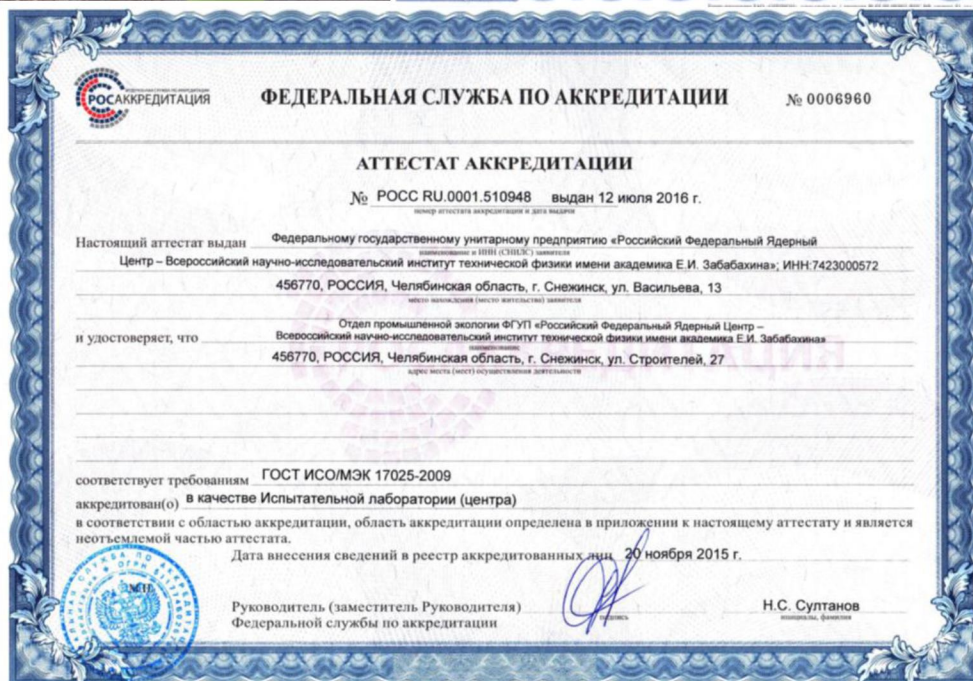 РОСАККРЕДИТАЦИЯ
ФЕДЕРАЛЬНАЯ СЛУЖБА ПО АККРЕДИТАЦИИ
№ 0006960
АТТЕСТАТ АККРЕДИТАЦИИ
№ РОСС RU.0001.510948 выдан 12 июля 2016 г.
номер аттестата аккредитации и дата выдачи
Настоящий аттестат выдан Федеральному государственному унитарному предприятию «Российский Федеральный Ядерный
наименование и ИНН (СНИЛС) заявителя
Центр – Всероссийский научно-исследовательский институт технической физики имени академика Е.И. Забабахина»; ИНН:7423000572
456770, РОССИЯ, Челябинская область, г. Снежинск, ул. Васильева, 13
место нахождения (место жительства) заявителя
Отдел промышленной экологии ФГУП «Российский Федеральный Ядерный Центр –
и удостоверяет, что Всероссийский научно-исследовательский институт технической физики имени академика Е.И. Забабахина»
наименование
456770, РОССИЯ, Челябинская область, г. Снежинск, ул. Строителей, 27
адрес места (мест) осуществления деятельности
соответствует требованиям ГОСТ ИСО/МЭК 17025-2009
аккредитован(о) в качестве Испытательной лаборатории (центра)
в соответствии с областью аккредитации, область аккредитации определена в приложении к настоящему аттестату и является
неотъемлемой частью аттестата.
Дата внесения сведений в реестр аккредитованных лиц 20 ноября 2015 г.
М.П.
Руководитель (заместитель Руководителя)
Федеральной службы по аккредитации
подпись
Н.С. Султанов
инициалы, фамилия